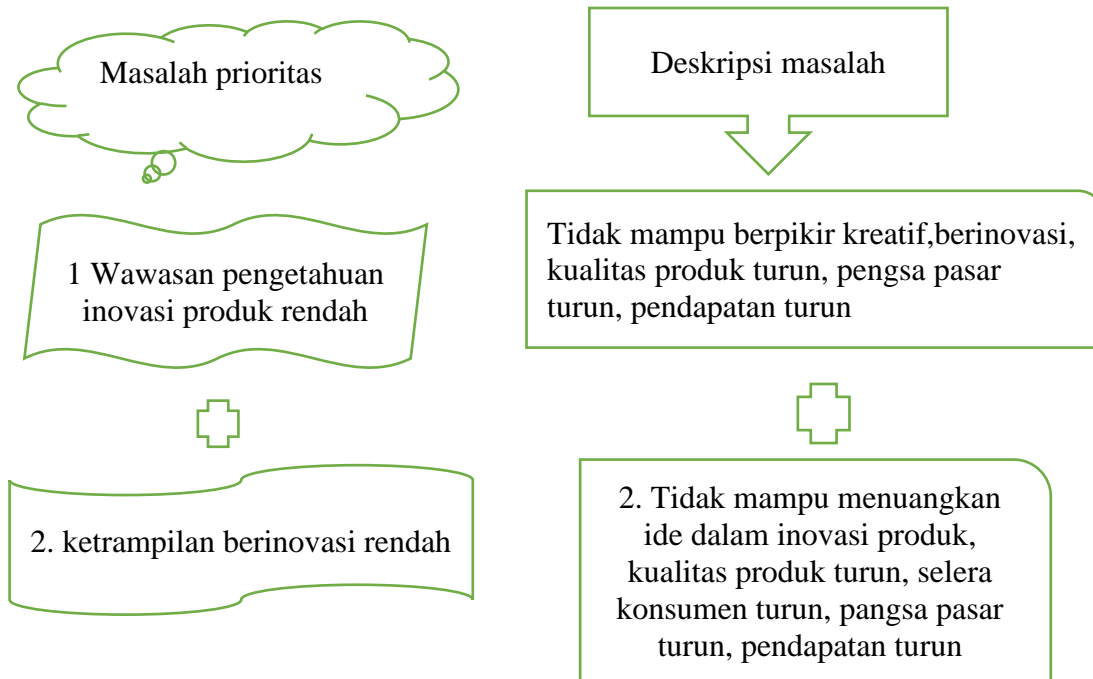 Masalah prioritas
Deskripsi masalah
1 Wawasan pengetahuan
inovasi produk rendah
Tidak mampu berpikir kreatif,berinovasi,
kualitas produk turun, pengsa pasar
turun, pendapatan turun
2. ketrampilan berinovasi rendah
2. Tidak mampu menuangkan
ide dalam inovasi produk,
kualitas produk turun, selera
konsumen turun, pangsa pasar
turun, pendapatan turun